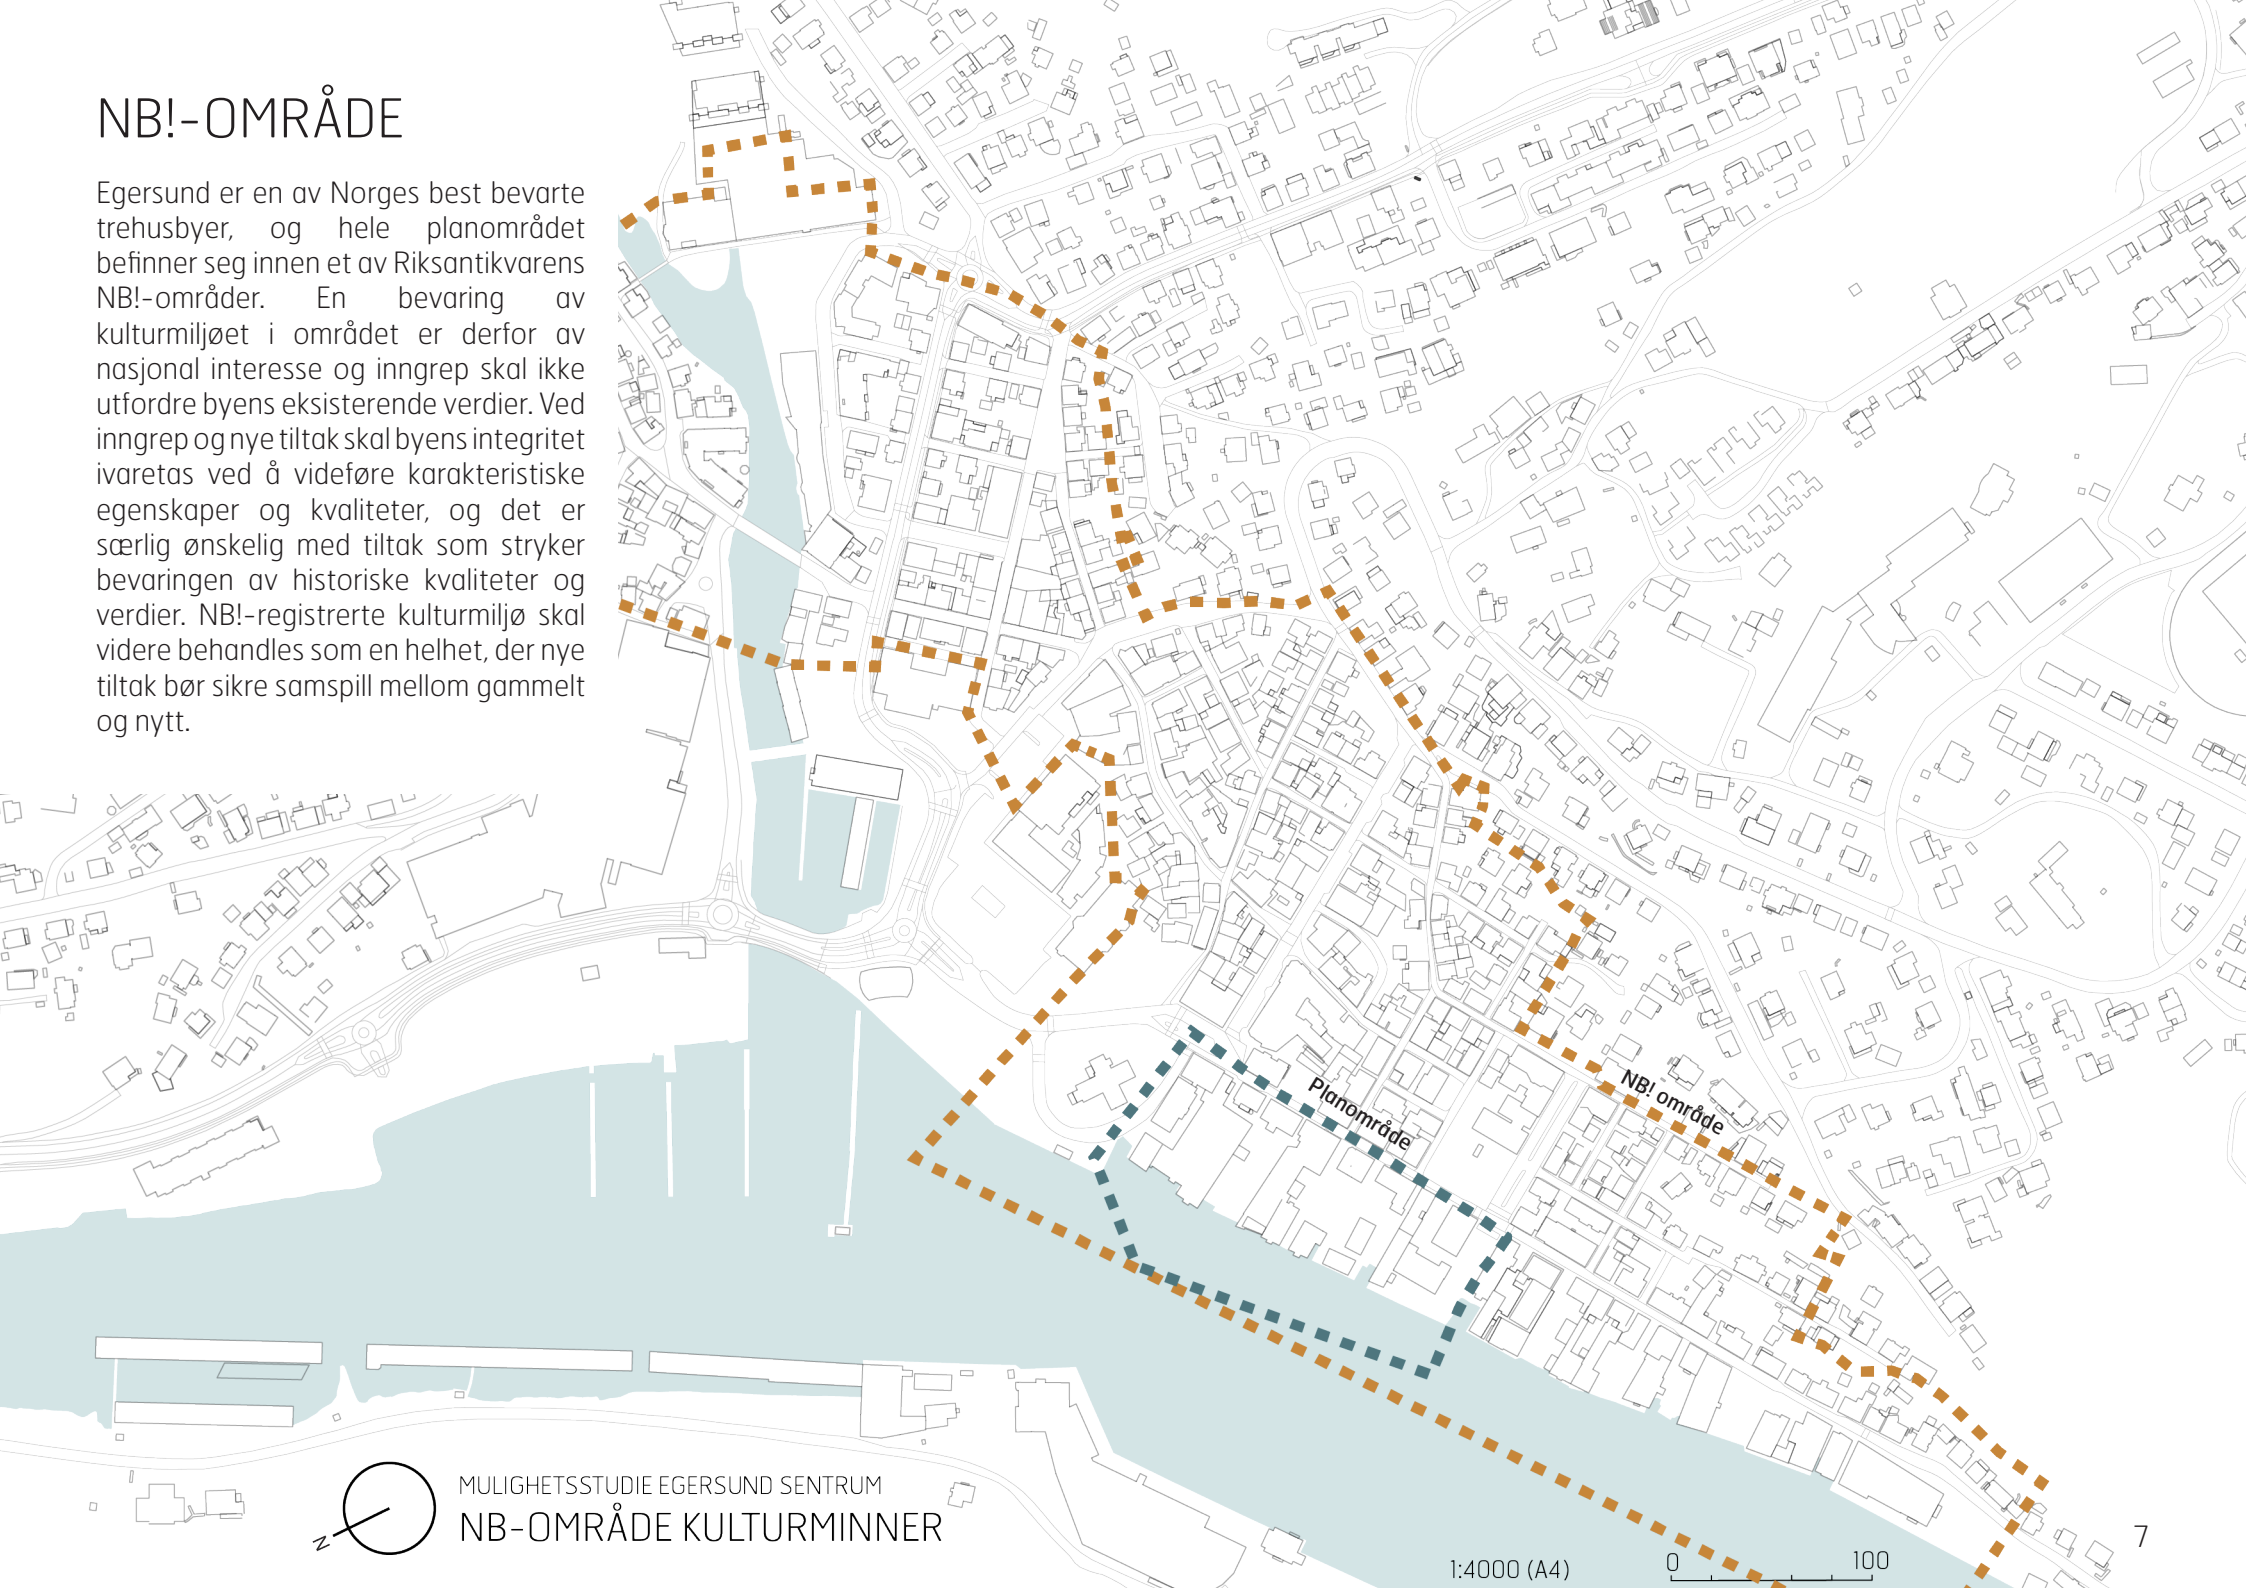 NB!-OMRÅDE
Egersund er en av Norges best bevarte
trehusbyer, og hele planområdet
befinner seg innen et av Riksantikvarens
NB!-områder. En bevaring av
kulturmiljøet i området er derfor av
nasjonal interesse og inngrep skal ikke
utfordre byens eksisterende verdier. Ved
inngrep og nye tiltak skal byens integritet
ivaretas ved å videføre karakteristiske
egenskaper og kvaliteter, og det er
særlig ønskelig med tiltak som stryker
bevaringen av historiske kvaliteter og
verdier. NB!-registrerte kulturmiljø skal
videre behandles som en helhet, der nye
tiltak bør sikre samspill mellom gammelt
og nytt.
Planområde
NB! område
N
MULIGHETSSTUDIE EGERSUND SENTRUM
NB-OMRÅDE KULTURMINNER
1:4000 (A4)
0 100
7